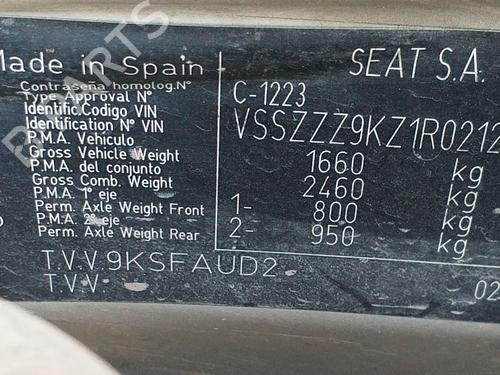 Made in Spain
SEAT S.A.
Contraseña homolog.N°
Type Approval N°
C-1223
Identific.Codigo VIN
Identification N° VIN
VSSZZZ9KZ1R0212
P.M.A. Vehiculo
Gross Vehicle Weight
1660 kg
P.M.A. del conjunto
Gross Comb. Weight
2460 kg
P.M.A. 1° eje
Perm. Axle Weight Front
1- 800 kg
P.M.A. 2° eje
Perm. Axle Weight Rear
2- 950 kg
T.V.V.9KSFAUD2
T.V.V
02
PARTS